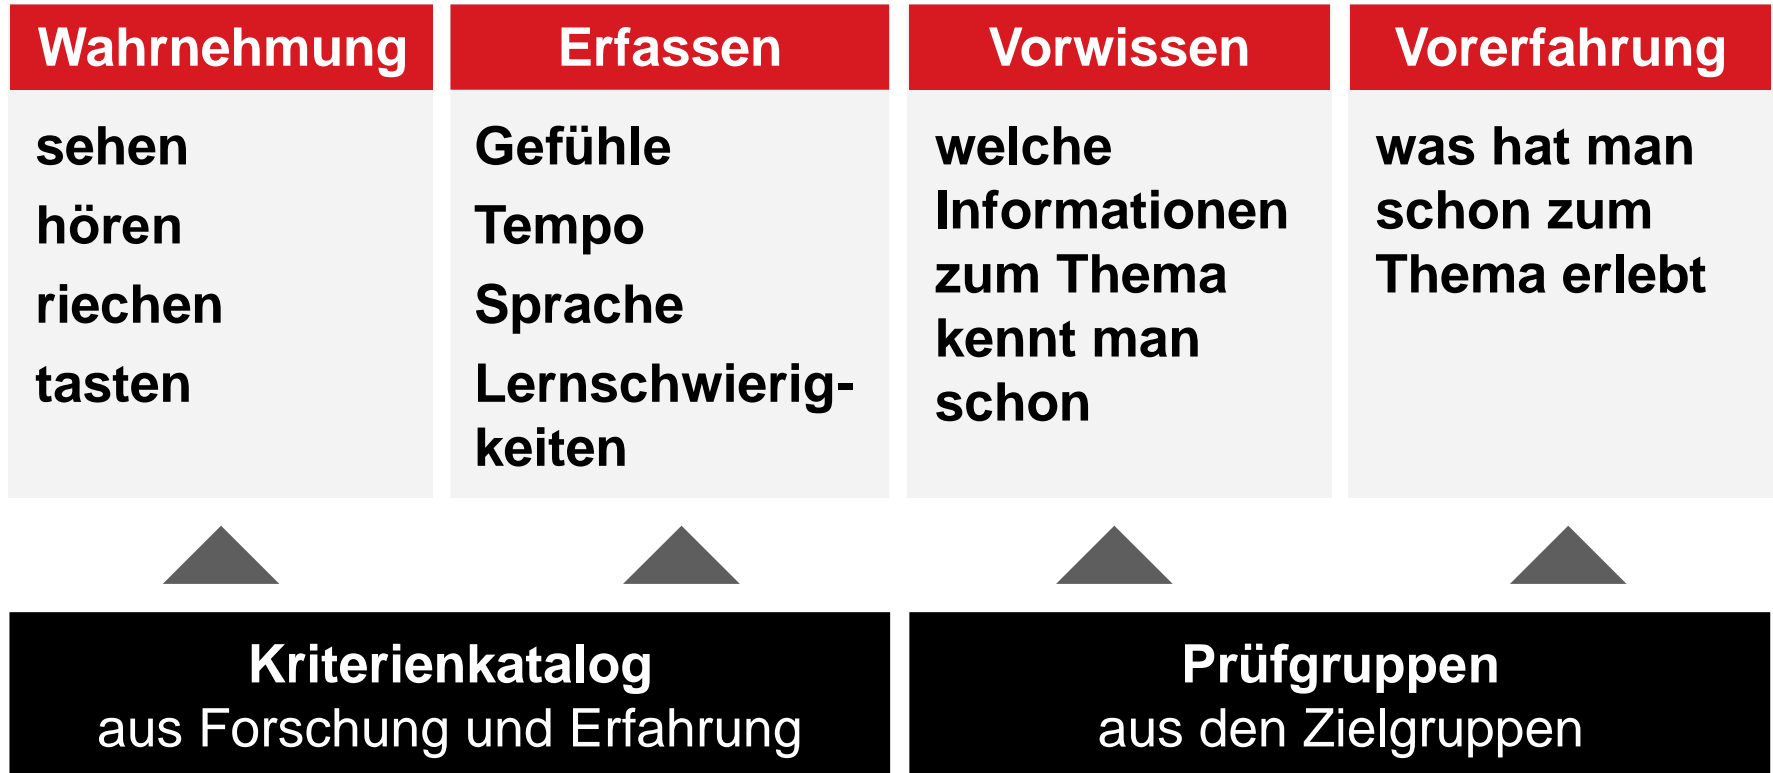 Wahrnehmung
sehen
hören
riechen
tasten
Erfassen
Gefühle
Tempo
Sprache
Lernschwierig-
keiten
Vorwissen
welche
Informationen
zum Thema
kennt man
schon
Vorerfahrung
was hat man
schon zum
Thema erlebt
Kriterienkatalog
aus Forschung und Erfahrung
Prüfgruppen
aus den Zielgruppen